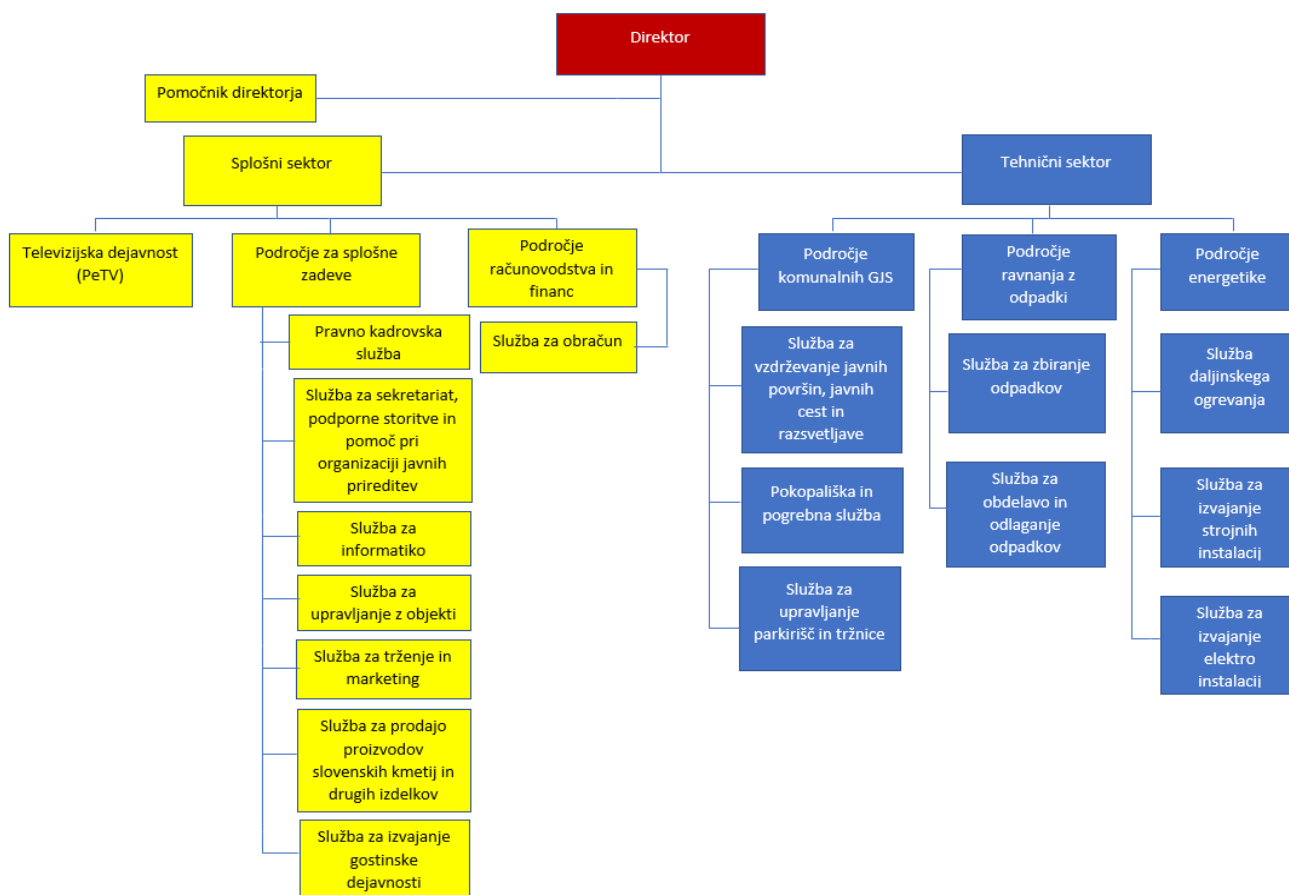 Direktor
Pomočnik direktorja
Splošni sektor
Tehnični sektor
Televizijska dejavnost
(PeTV)
Področje za splošne
zadeve
Področje
računovodstva in
financ
Področje
komunalnih GJS
Področje
ravnanja z
odpadki
Področje
energetike
Pravno kadrovska
služba
Služba za sekretariat,
podporne storitve in
pomoč pri
organizaciji javnih
prireditev
Služba za
informatiko
Služba za
upravljanje z objekti
Služba za trženje in
marketing
Služba za prodajo
proizvodov
slovenskih kmetij in
drugih izdelkov
Služba za izvajanje
gostinske
dejavnosti
Služba za obračun
Služba za
vzdrževanje javnih
površin, javnih
cest in
razsvetljave
Pokopališka in
pogrebna služba
Služba za
upravljanje
parkirišč in tržnice
Služba za zbiranje
odpadkov
Služba za
obdelavo in
odlaganje
odpadkov
Služba
daljinskega
ogrevanja
Služba za
izvajanje
strojnih
instalacij
Služba za
izvajanje
elektro
instalacij